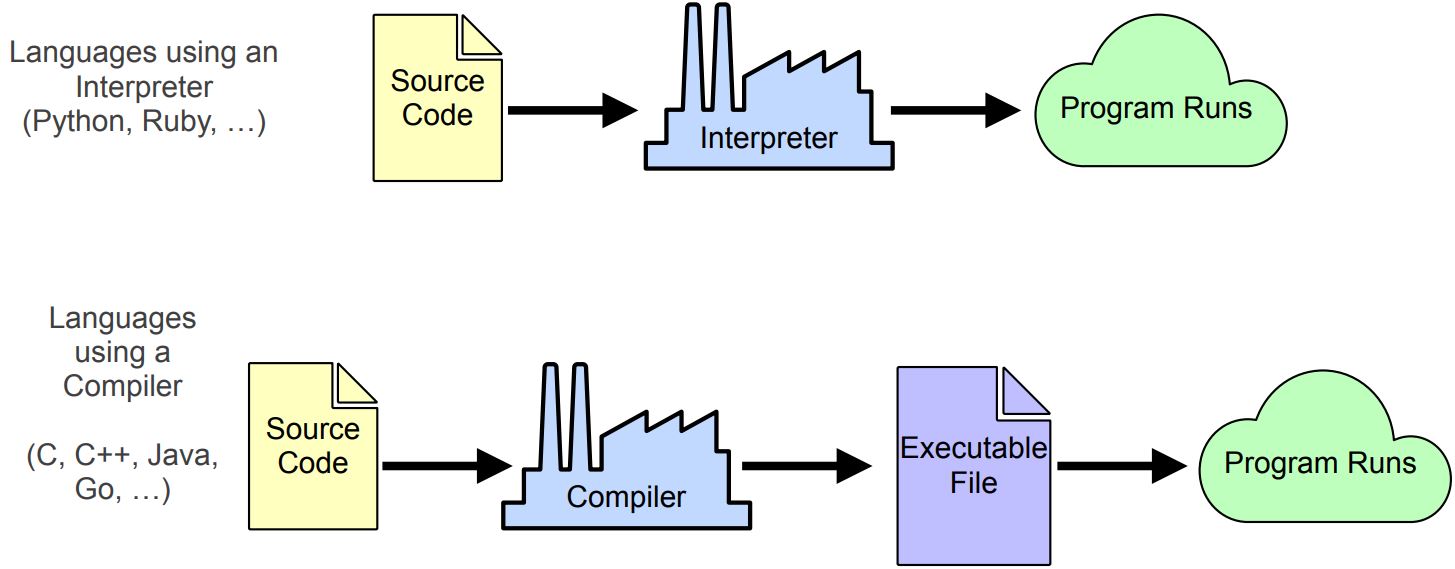 Languages using an
Interpreter
(Python, Ruby, …)
Source
Code
Interpreter
Program Runs
Languages
using a
Compiler
(C, C++, Java,
Go, …)
Source
Code
Compiler
Executable
File
Program Runs